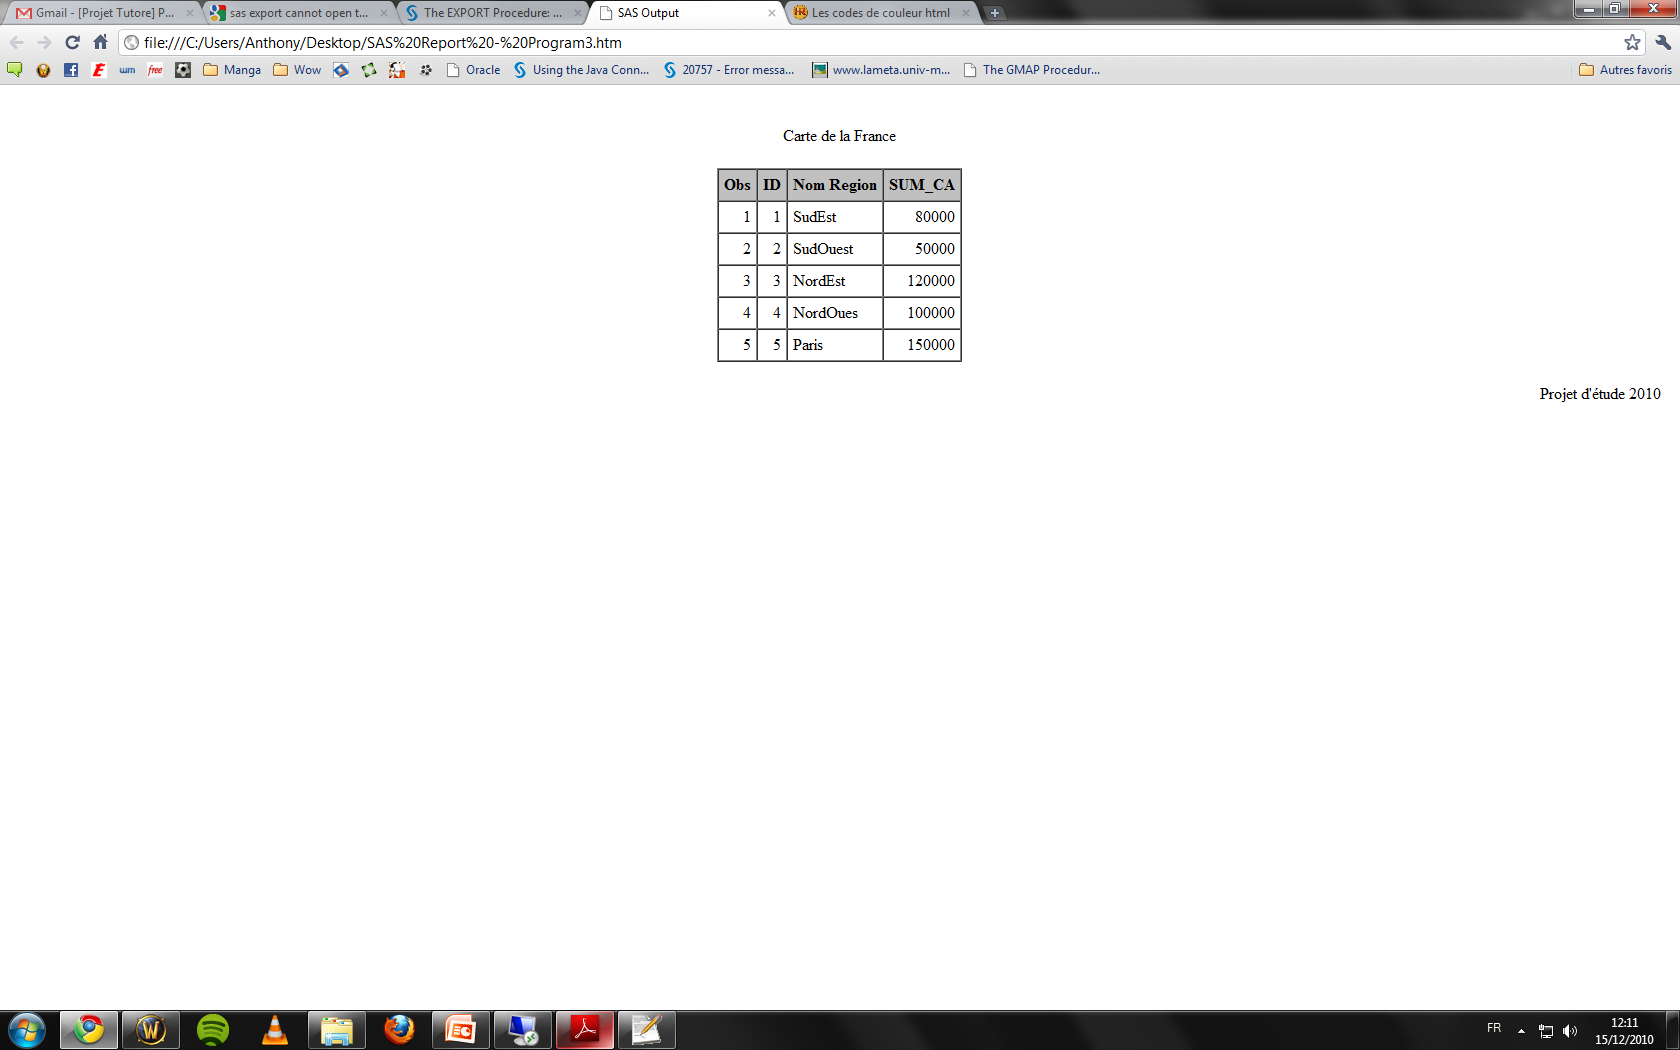 Gmail - [Projet Tutore] P...
sas export cannot open t...
The EXPORT Procedure: ...
SAS Output
Les codes de couleur html
file:///C:/Users/Anthony/Desktop/SAS%20Report%20-%20Program3.htm
wm free Manga Wow Oracle Using the Java Conn... 20757 - Error messa... www.lameta.univ-m... The GMAP Procedur... Autres favoris
Carte de la France
Obs ID Nom Region SUM_CA
1 1 SudEst 80000
2 2 SudOuest 50000
3 3 NordEst 120000
4 4 NordOues 100000
5 5 Paris 150000
Projet d'étude 2010
FR
12:11
15/12/2010